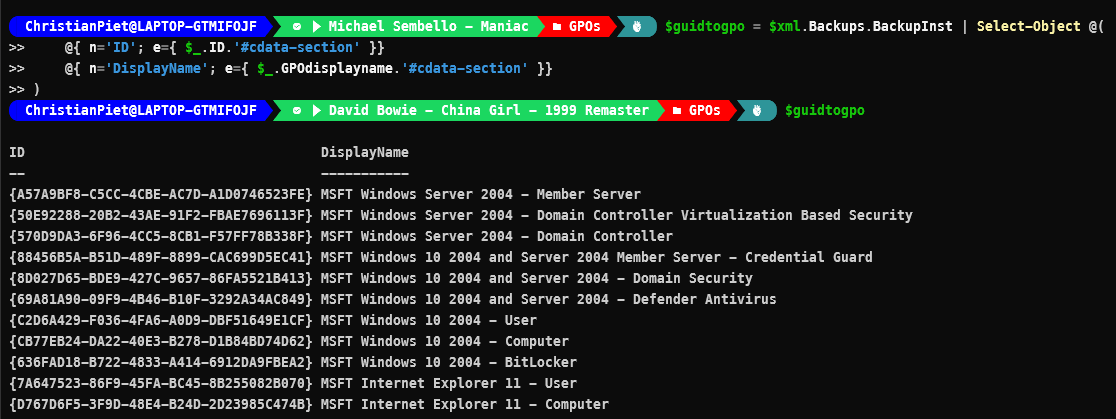 ChristianPiet@LAPTOP-GTMIFOJF Michael Sembello – Maniac GPOs $guidtogpo = $xml.Backups.BackupInst | Select-Object @(
>> @{ n='ID'; e={ $_.ID.'#cdata-section' }}
>> @{ n='DisplayName'; e={ $_.GPOdisplayname.'#cdata-section' }}
>> )
ChristianPiet@LAPTOP-GTMIFOJF David Bowie – China Girl – 1999 Remaster GPOs $guidtogpo
ID DisplayName
-- -----------
{A57A9BF8-C5CC-4CBE-AC7D-A1D0746523FE} MSFT Windows Server 2004 - Member Server
{50E92288-20B2-43AE-91F2-FBAE7696113F} MSFT Windows Server 2004 - Domain Controller Virtualization Based Security
{570D9DA3-6F96-4CC5-8CB1-F57FF78B338F} MSFT Windows Server 2004 - Domain Controller
{88456B5A-B51D-489F-8899-CAC699D5EC41} MSFT Windows 10 2004 and Server 2004 Member Server - Credential Guard
{8D027D65-BDE9-427C-9657-86FA5521B413} MSFT Windows 10 2004 and Server 2004 - Domain Security
{69A81A90-09F9-4B46-B10F-3292A34AC849} MSFT Windows 10 2004 and Server 2004 - Defender Antivirus
{C2D6A429-F036-4FA6-A0D9-DBF51649E1CF} MSFT Windows 10 2004 - User
{CB77EB24-DA22-40E3-B278-D1B84BD74D62} MSFT Windows 10 2004 - Computer
{636FAD18-B722-4833-A414-6912DA9FBEA2} MSFT Windows 10 2004 - BitLocker
{7A647523-86F9-45FA-BC45-8B255082B070} MSFT Internet Explorer 11 - User
{D767D6F5-3F9D-48E4-B24D-2D23985C474B} MSFT Internet Explorer 11 - Computer